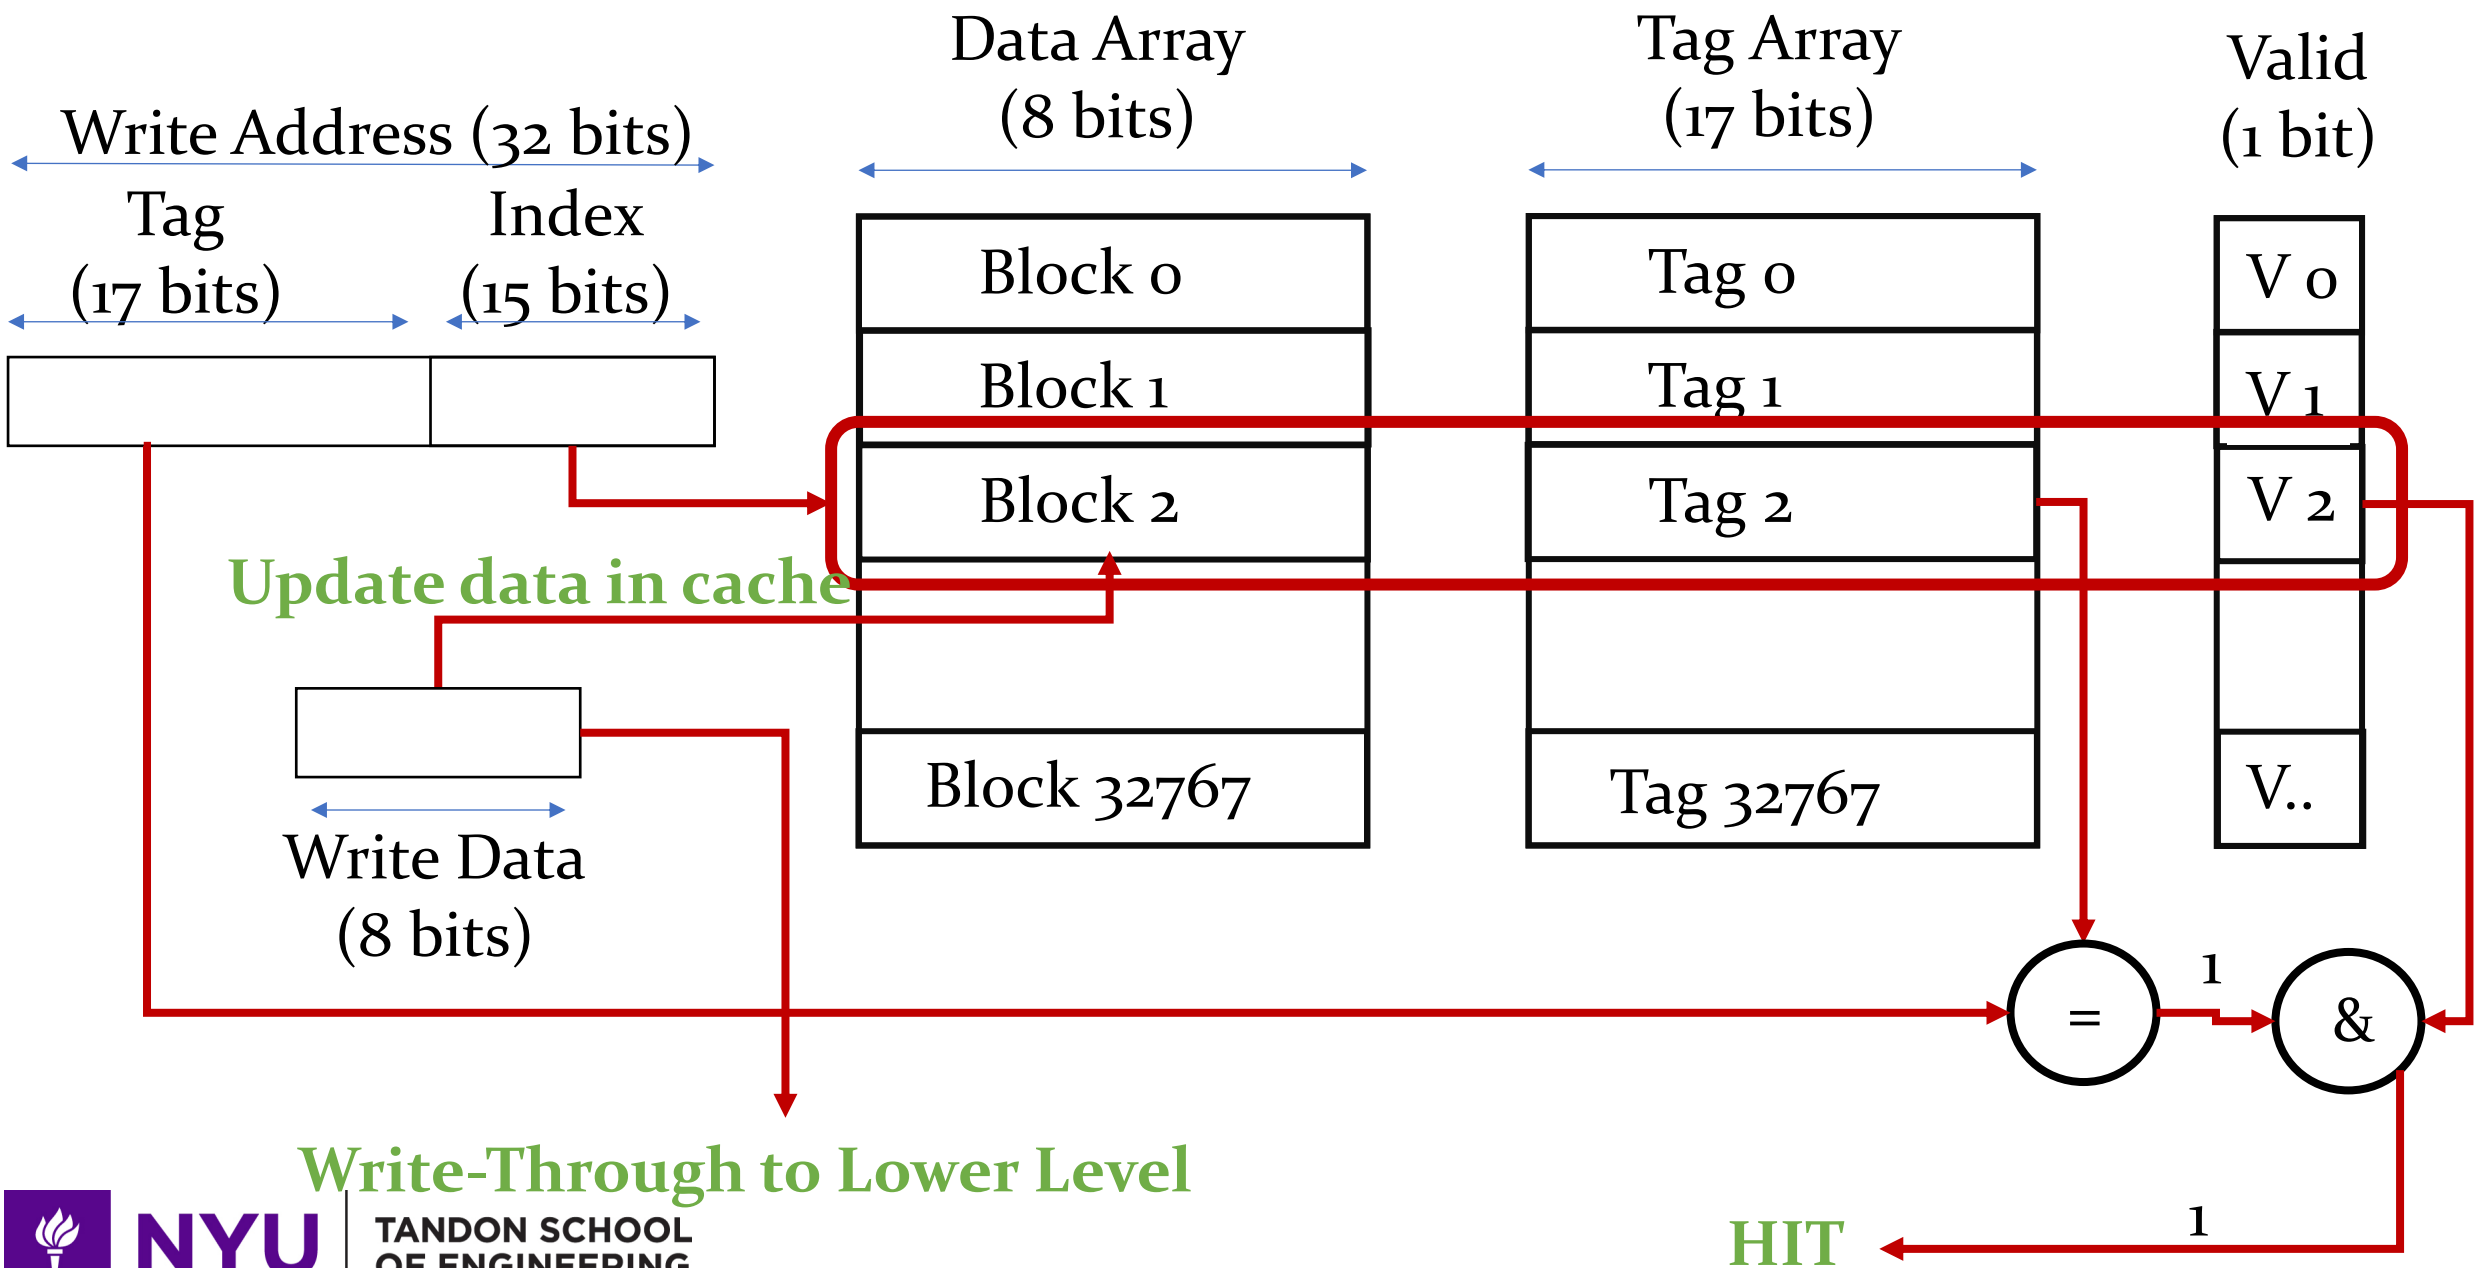 Data Array
(8 bits)
Tag Array
(17 bits)
Valid
(1 bit)
Write Address (32 bits)
Tag
(17 bits)
Index
(15 bits)
Block 0
Tag 0
V 0
Block 1
Tag 1
V 1
Block 2
Tag 2
V 2
Update data in cache
Block 32767
Tag 32767
V..
Write Data
(8 bits)
=
1
&
Write-Through to Lower Level
HIT
1
NYU
TANDON SCHOOL
OF ENGINEERING